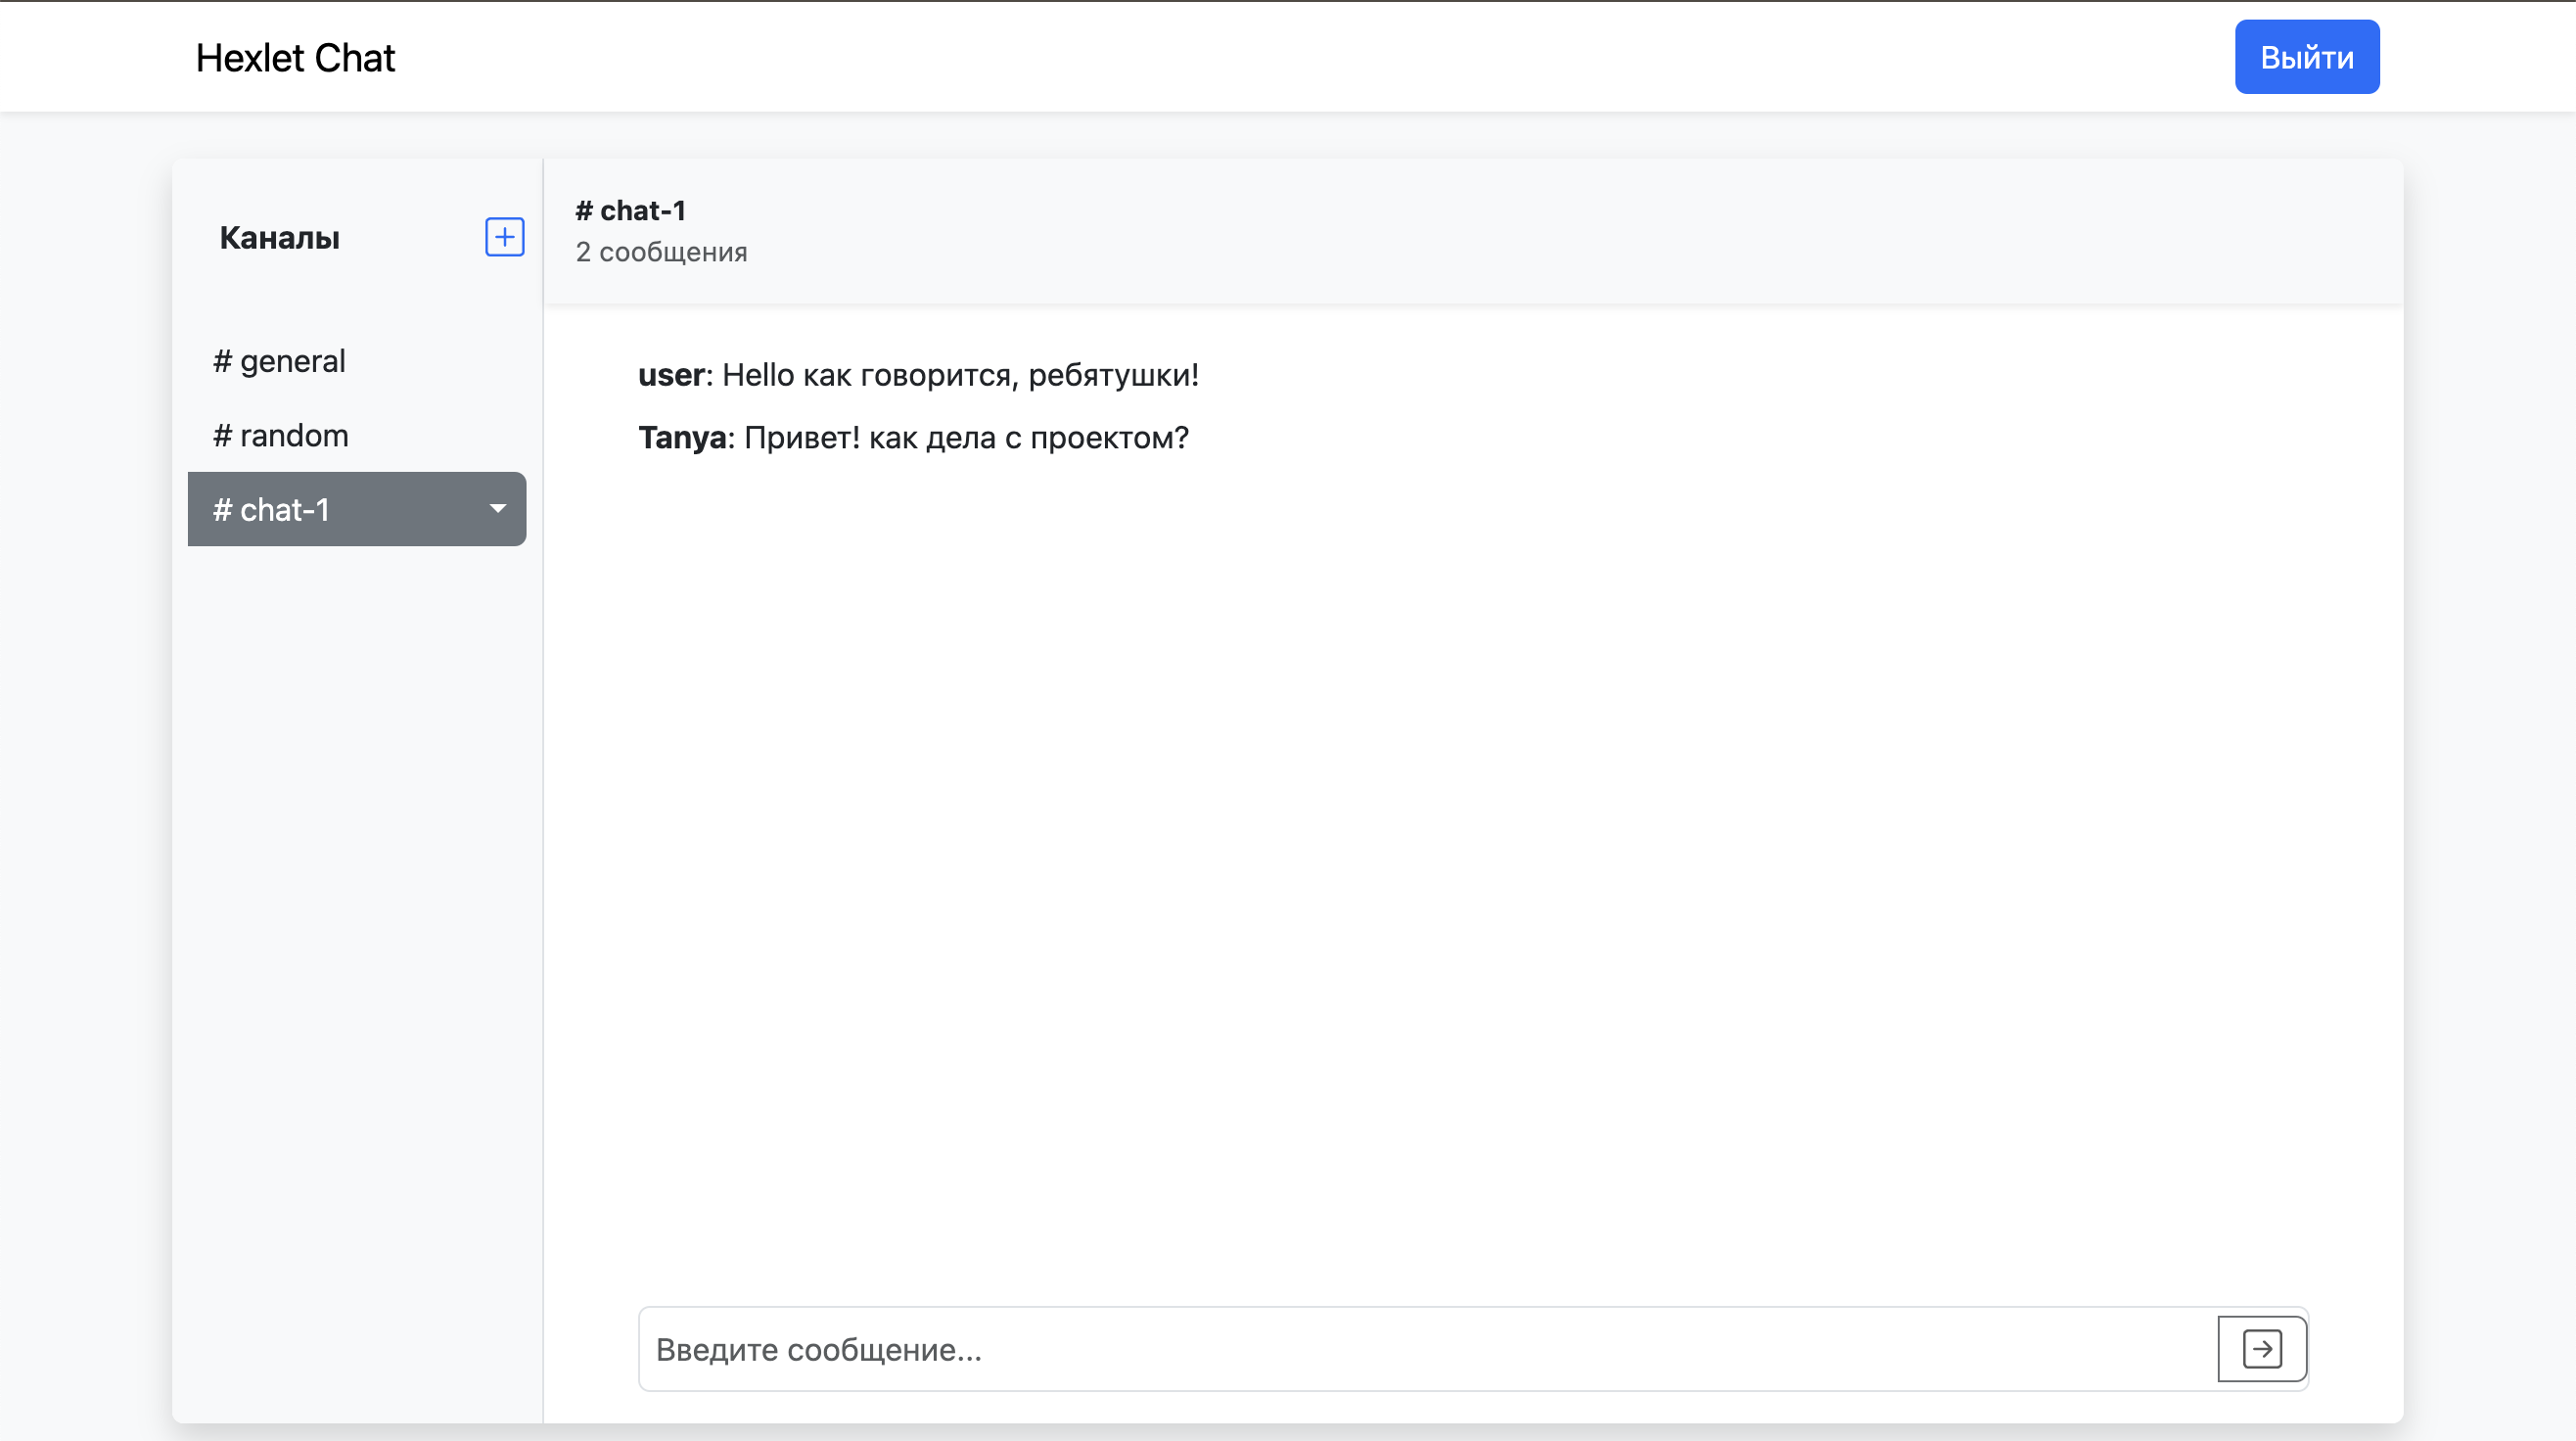 Hexlet Chat
Выйти
Каналы
# general
# random
# chat-1
# chat-1
2 сообщения
user: Hello как говорится, ребятушки!
Tanya: Привет! как дела с проектом?
Введите сообщение...